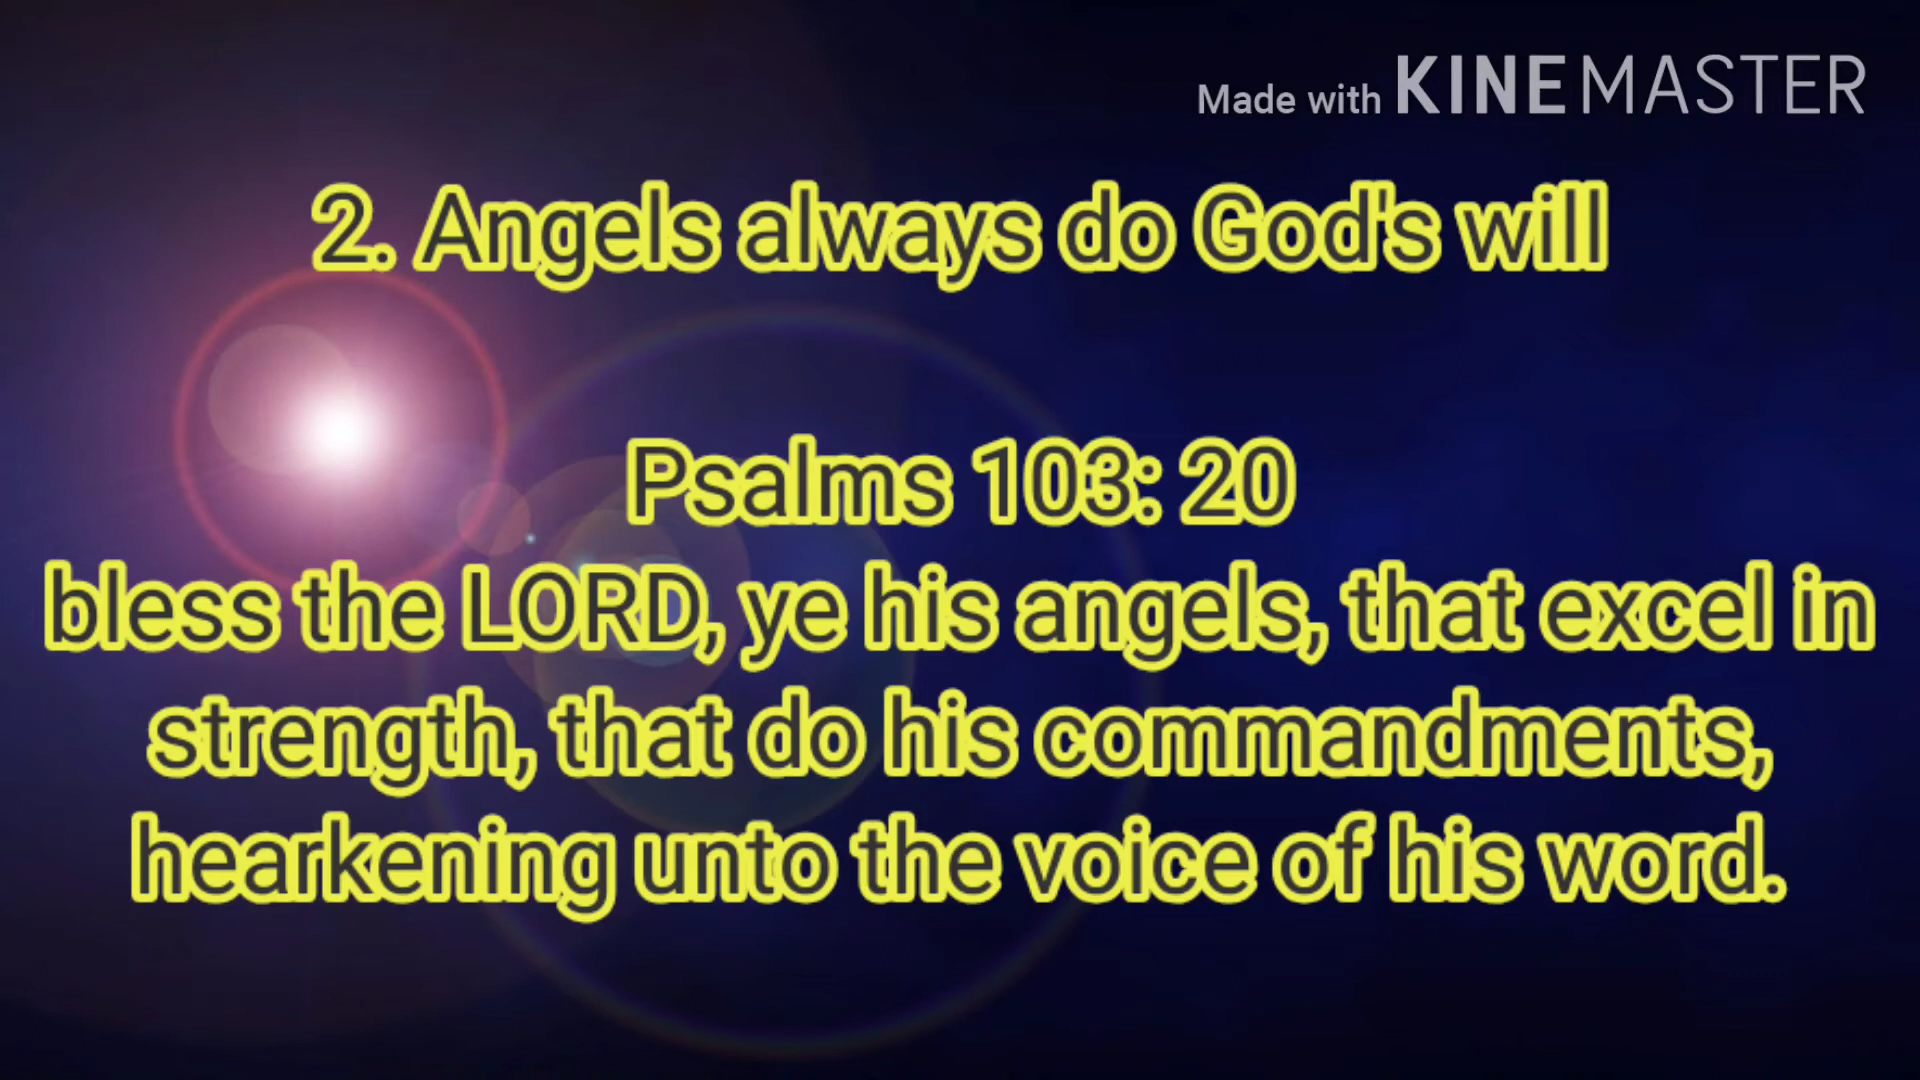 Made with KINEMASTER
2. Angels always do God's will
Psalms 103: 20
bless the LORD, ye his angels, that excel in
strength, that do his commandments,
hearkening unto the voice of his word.